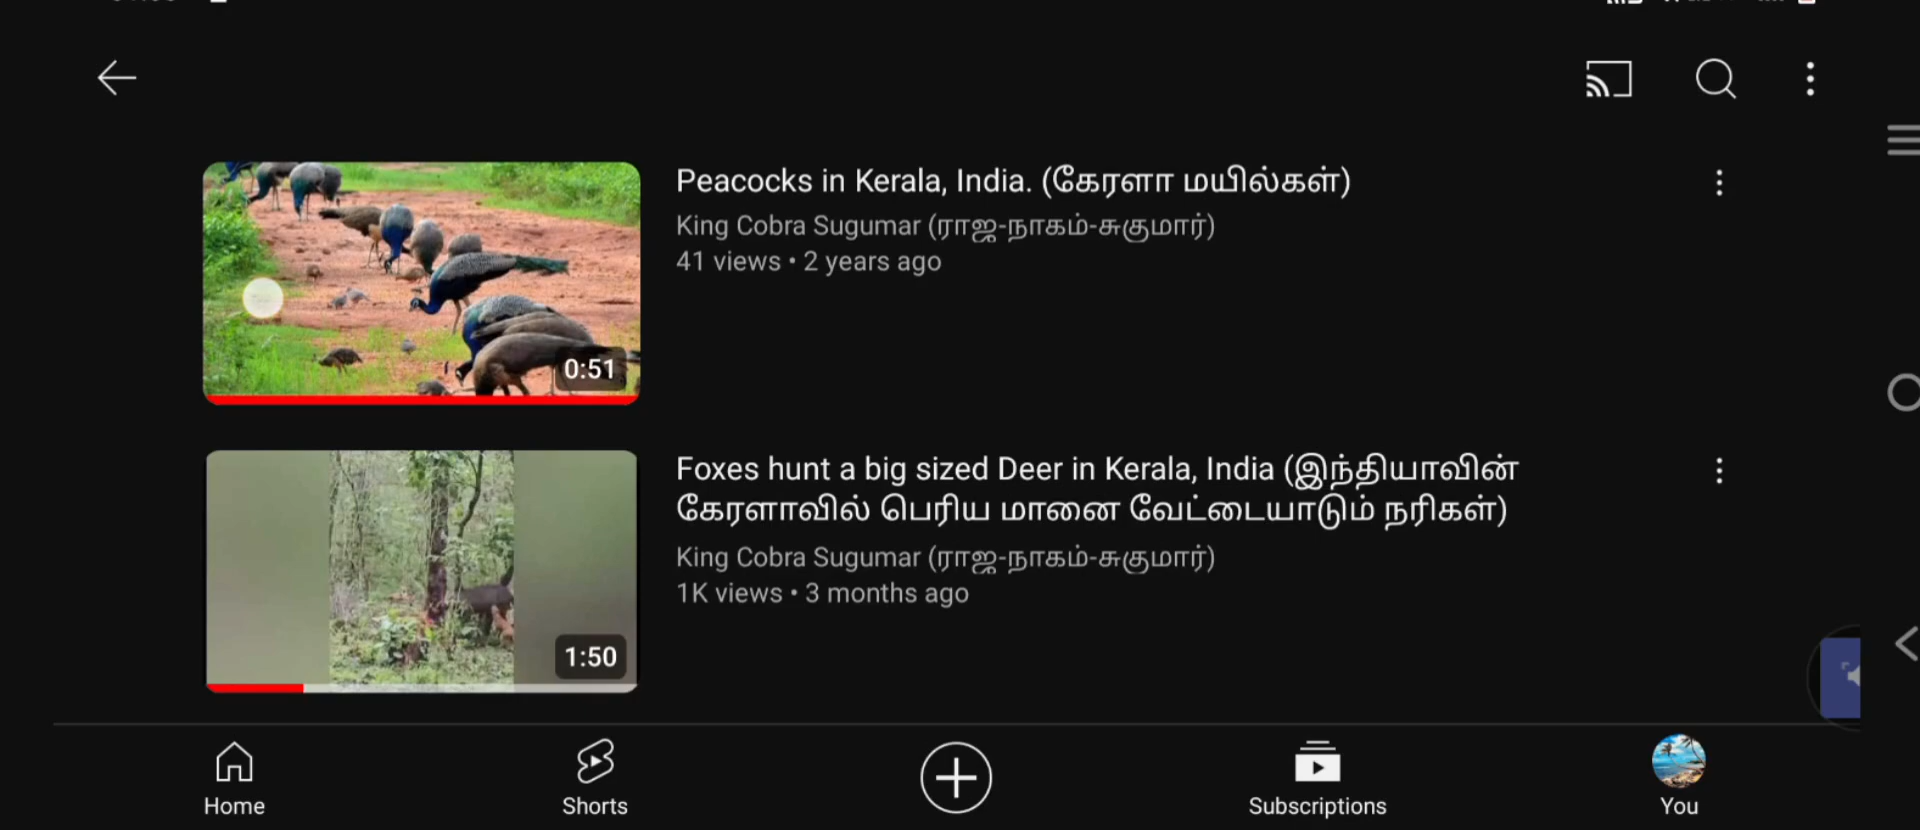 Peacocks in Kerala, India. (கேரளா மயில்கள்)
King Cobra Sugumar (ராஜ-நாகம்-சுகுமார்)
41 views • 2 years ago
0:51
Foxes hunt a big sized Deer in Kerala, India (இந்தியாவின்
கேரளாவில் பெரிய மானை வேட்டையாடும் நரிகள்)
King Cobra Sugumar (ராஜ-நாகம்-சுகுமார்)
1K views • 3 months ago
1:50
Home
Shorts
Subscriptions
You